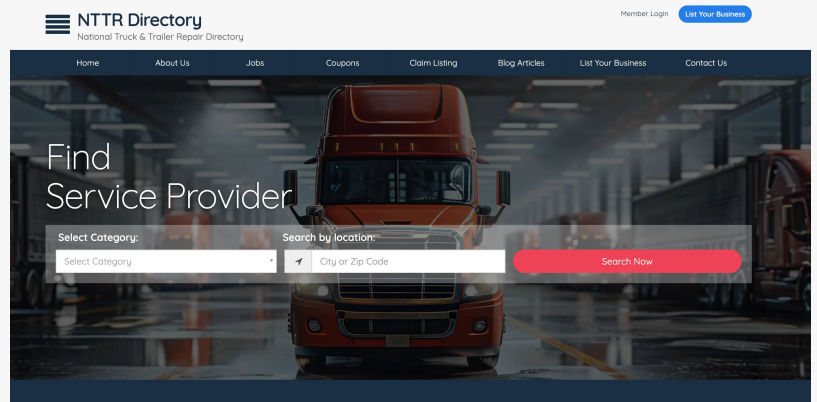 NTTR Directory
National Truck & Trailer Repair Directory
Member Login
List Your Business
Home
About Us
Jobs
Coupons
Claim Listing
Blog Articles
List Your Business
Contact Us
Find
Service Provider
Select Category:
Search by location:
Select Category
City or Zip Code
Search Now